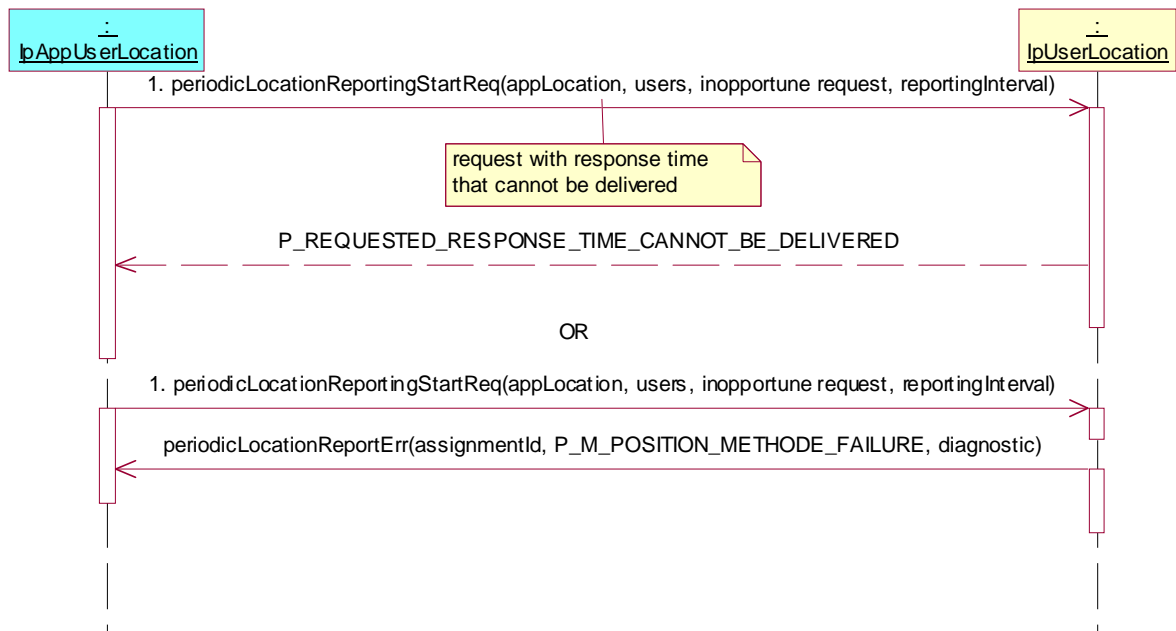 :
IpAppUserLocation
:
IpUserLocation
1. periodicLocationReportingStartReq(appLocation, users, inopportune request, reportingInterval)
request with response time
that cannot be delivered
P_REQUESTED_RESPONSE_TIME_CANNOT_BE_DELIVERED
OR
1. periodicLocationReportingStartReq(appLocation, users, inopportune request, reportingInterval)
periodicLocationReportErr(assignmentId, P_M_POSITION_METHODE_FAILURE, diagnostic)